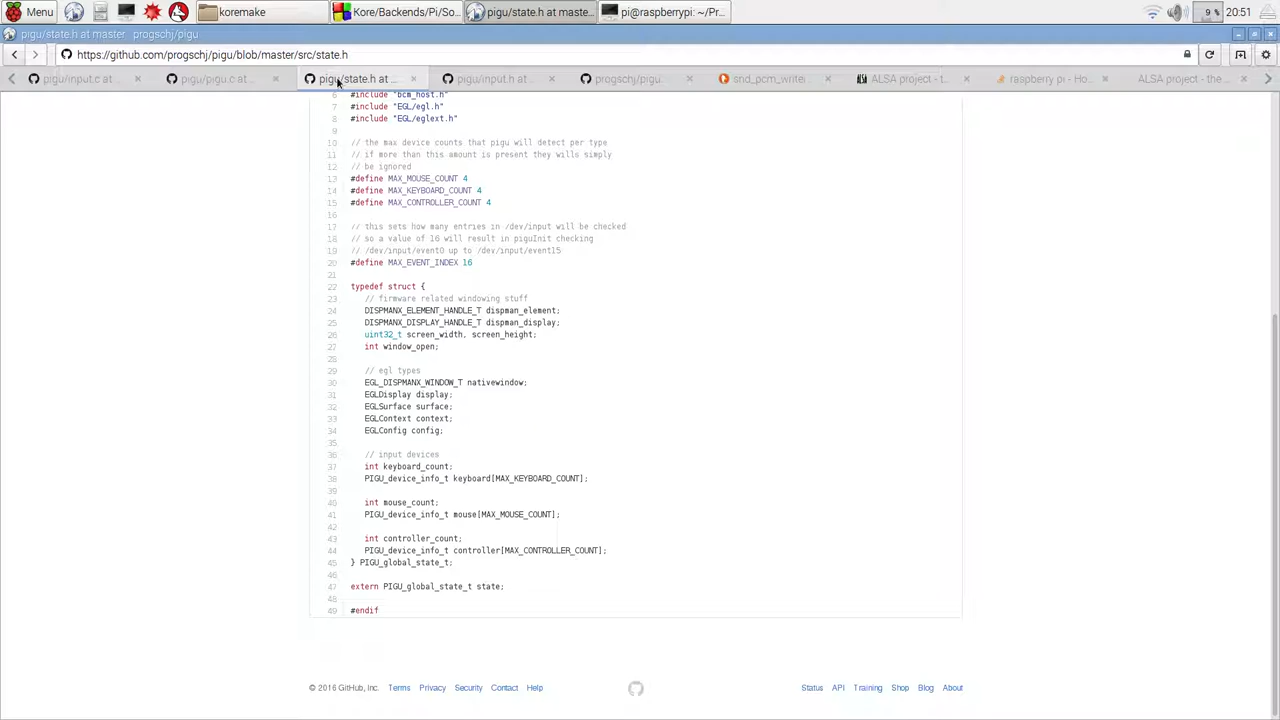 Menu
koremake
Kore/Backends/Pi/So...
pigu/state.h at maste...
pi@raspberrypi: ~/Pr...
9 %
20:51
pigu/state.h at master · progschj/pigu
https://github.com/progschj/pigu/blob/master/src/state.h
pigu/input.c at ...
pigu/pigu.c at ...
pigu/state.h at ...
pigu/input.h at ...
progschj/pigu...
snd_pcm_writei ...
ALSA project - t...
raspberry pi - Ho...
ALSA project - the...
6 #include "bcm_host.h"
7 #include "EGL/egl.h"
8 #include "EGL/eglext.h"
9
10 // the max device counts that pigu will detect per type
11 // if more than this amount is present they wills simply
12 // be ignored
13 #define MAX_MOUSE_COUNT 4
14 #define MAX_KEYBOARD_COUNT 4
15 #define MAX_CONTROLLER_COUNT 4
16
17 // this sets how many entries in /dev/input will be checked
18 // so a value of 16 will result in piguInit checking
19 // /dev/input/event0 up to /dev/input/event15
20 #define MAX_EVENT_INDEX 16
21
22 typedef struct {
23 // firmware related windowing stuff
24 DISPMANX_ELEMENT_HANDLE_T dispman_element;
25 DISPMANX_DISPLAY_HANDLE_T dispman_display;
26 uint32_t screen_width, screen_height;
27 int window_open;
28
29 // egl types
30 EGL_DISPMANX_WINDOW_T nativewindow;
31 EGLDisplay display;
32 EGLSurface surface;
33 EGLContext context;
34 EGLConfig config;
35
36 // input devices
37 int keyboard_count;
38 PIGU_device_info_t keyboard[MAX_KEYBOARD_COUNT];
39
40 int mouse_count;
41 PIGU_device_info_t mouse[MAX_MOUSE_COUNT];
42
43 int controller_count;
44 PIGU_device_info_t controller[MAX_CONTROLLER_COUNT];
45 } PIGU_global_state_t;
46
47 extern PIGU_global_state_t state;
48
49 #endif
© 2016 GitHub, Inc. Terms Privacy Security Contact Help
Status API Training Shop Blog About